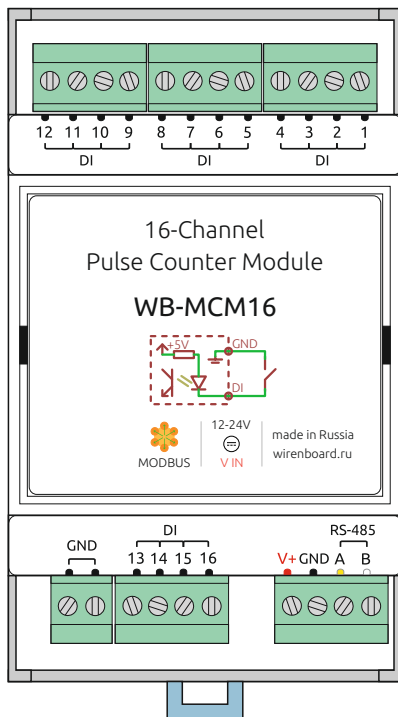 12 11 10 9 8 7 6 5 4 3 2 1
DI DI DI
16-Channel
Pulse Counter Module
WB-MCM16
+5V GND
DI
MODBUS
12-24V
V IN
made in Russia
wirenboard.ru
DI RS-485
GND 13 14 15 16 V+ GND A B